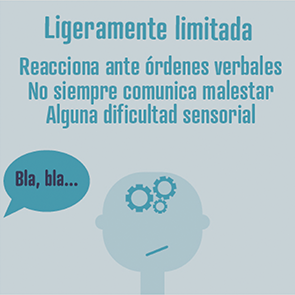 Ligeramente limitada
Reacciona ante órdenes verbales
No siempre comunica malestar
Alguna dificultad sensorial
Bla, bla...